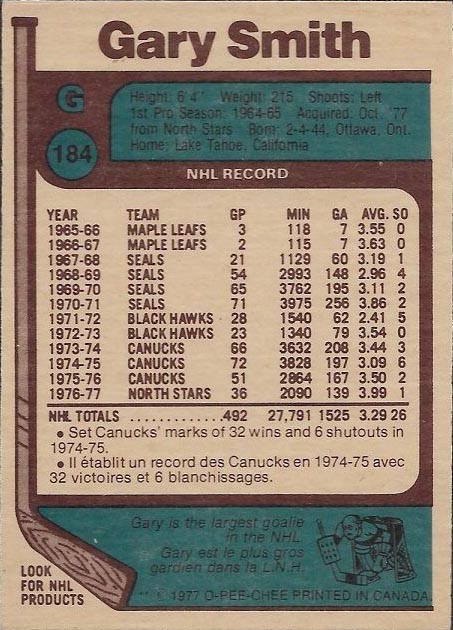 Gary Smith
G
184
Height: 6'4" Weight: 215 Shoots: Left
1st Pro Season: 1964-65 Acquired: Oct. '77
from North Stars Born: 2-4-44, Ottawa, Ont.
Home: Lake Tahoe, California
NHL RECORD
YEAR TEAM GP MIN GA AVG. SO
1965-66 MAPLE LEAFS 3 118 7 3.55 0
1966-67 MAPLE LEAFS 2 115 7 3.63 0
1967-68 SEALS 21 1129 60 3.19 1
1968-69 SEALS 54 2993 148 2.96 4
1969-70 SEALS 65 3762 195 3.11 2
1970-71 SEALS 71 3975 256 3.86 2
1971-72 BLACK HAWKS 28 1540 62 2.41 5
1972-73 BLACK HAWKS 23 1340 79 3.54 0
1973-74 CANUCKS 66 3632 208 3.44 3
1974-75 CANUCKS 72 3828 197 3.09 6
1975-76 CANUCKS 51 2864 167 3.50 2
1976-77 NORTH STARS 36 2090 139 3.99 1
NHL TOTALS ............492 27,791 1525 3.29 26
• Set Canucks' marks of 32 wins and 6 shutouts in
1974-75.
• Il établit un record des Canucks en 1974-75 avec
32 victoires et 6 blanchissages.
Gary is the largest goalie
in the NHL
Gary est le plus gros
gardien dans la L.N.H.
LOOK
FOR NHL
PRODUCTS
** © 1977 O-PEE-CHEE PRINTED IN CANADA